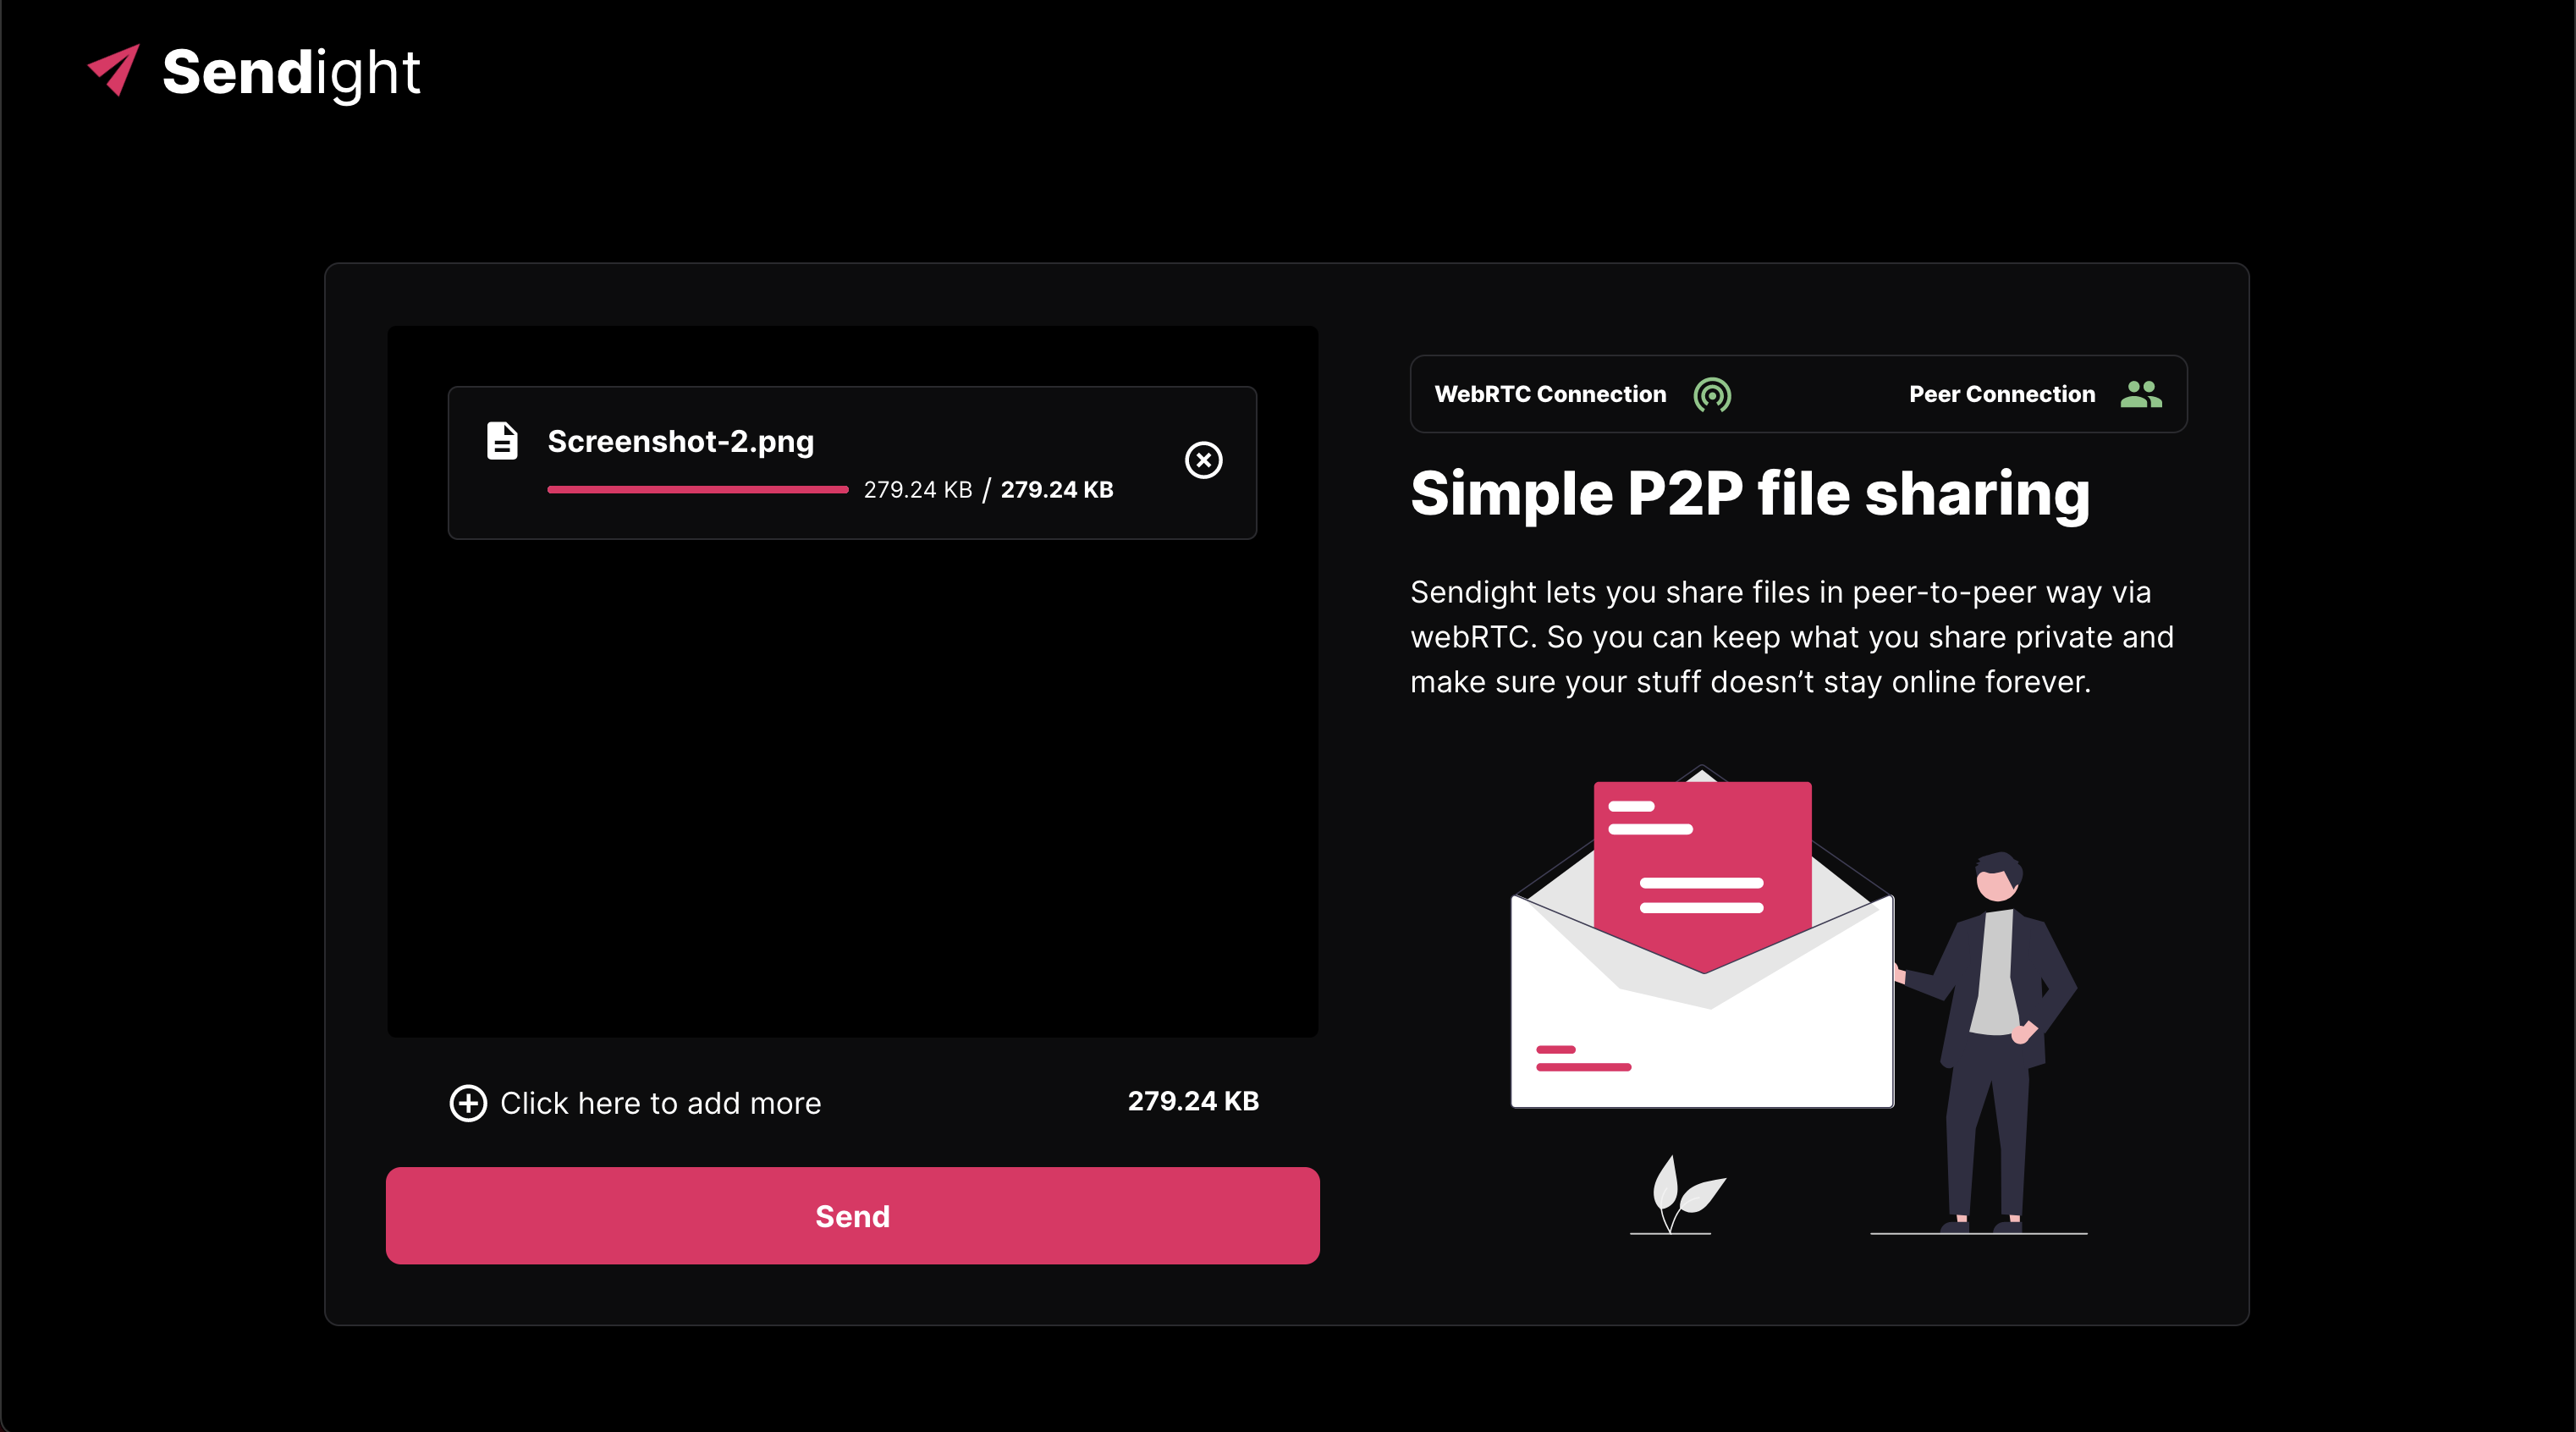 Sendight
Screenshot-2.png
279.24 KB / 279.24 KB
Click here to add more
279.24 KB
Send
WebRTC Connection
Peer Connection
Simple P2P file sharing
Sendight lets you share files in peer-to-peer way via
webRTC. So you can keep what you share private and
make sure your stuff doesn’t stay online forever.